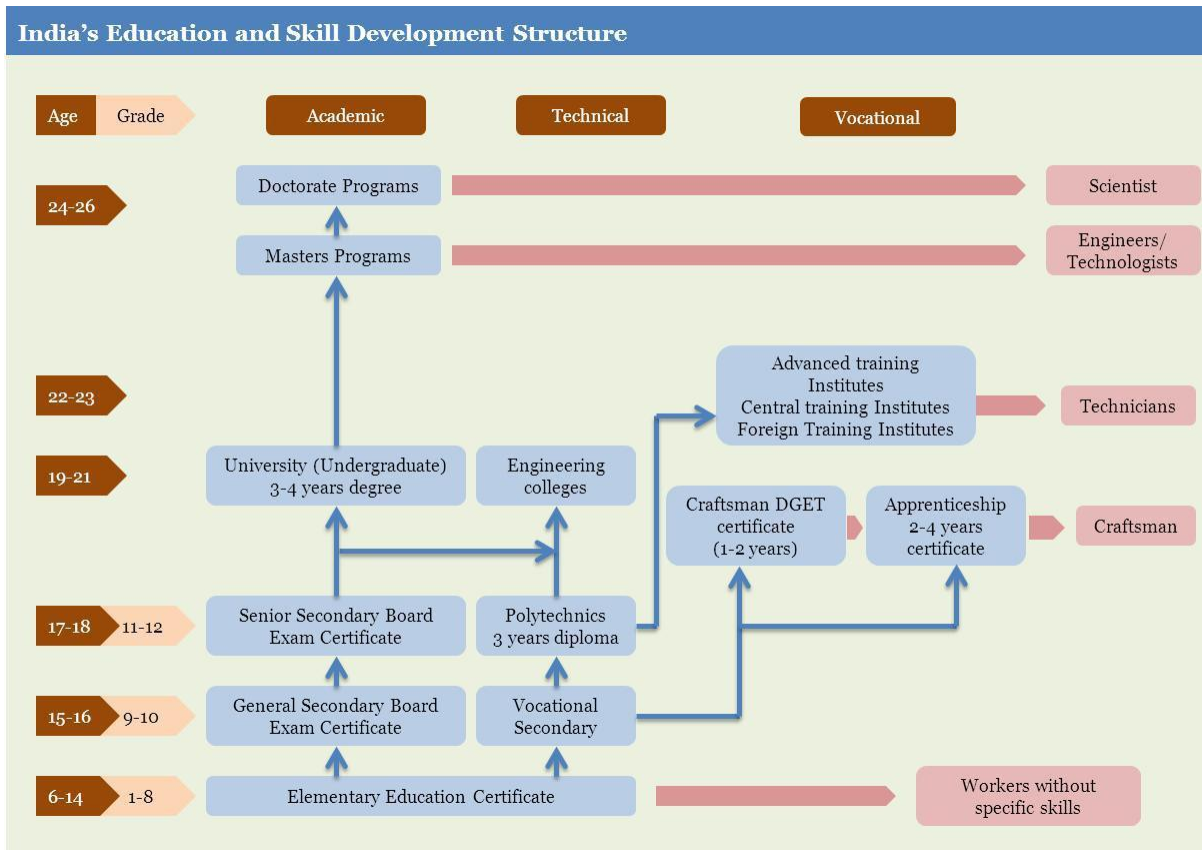 India's Education and Skill Development Structure
Age
Grade
Academic
Technical
Vocational
24-26
Doctorate Programs
Scientist
Masters Programs
Engineers/
Technologists
22-23
Advanced training
Institutes
Central training Institutes
Foreign Training Institutes
Technicians
19-21
University (Undergraduate)
3-4 years degree
Engineering
colleges
Craftsman DGET
certificate
(1-2 years)
Apprenticeship
2-4 years
certificate
Craftsman
17-18
11-12
Senior Secondary Board
Exam Certificate
Polytechnics
3 years diploma
15-16
9-10
General Secondary Board
Exam Certificate
Vocational
Secondary
6-14
1-8
Elementary Education Certificate
Workers without
specific skills